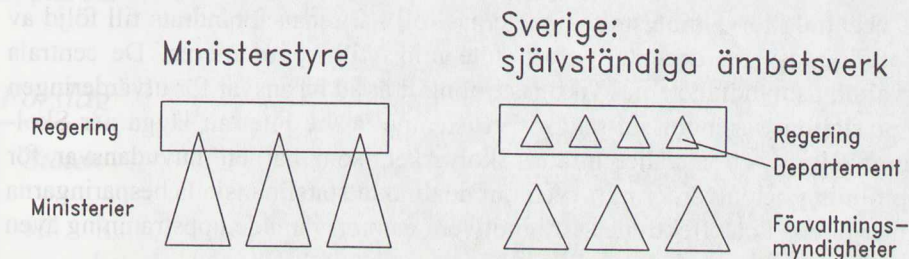 Ministerstyre
Regering
Ministerier
Sverige:
självständiga ämbetsverk
Regering
Departement
Förvaltnings-
myndigheter